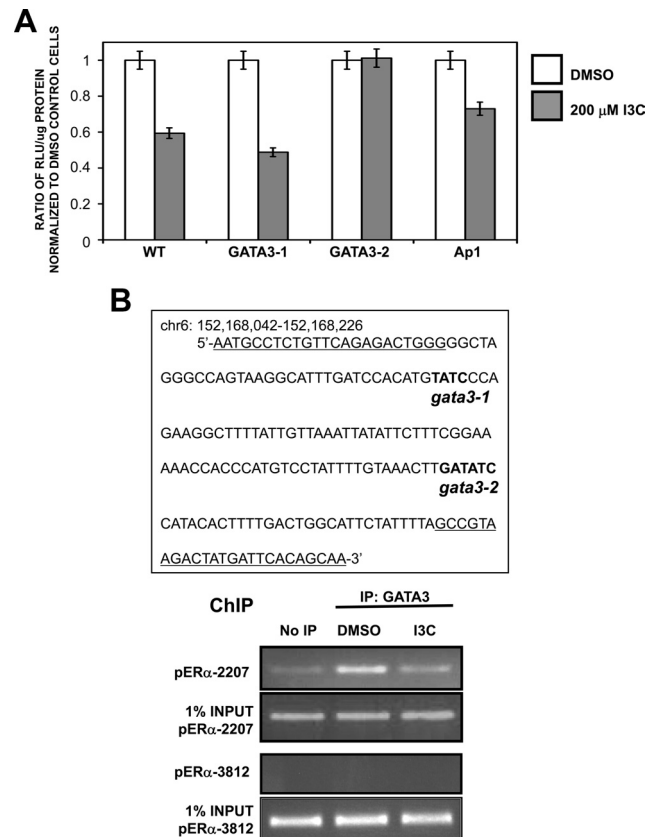 A
RATIO OF RLU/ug PROTEIN
NORMALIZED TO DMSO CONTROL CELLS
1
0.8
0.6
0.4
0.2
0
WT
GATA3-1
GATA3-2
Ap1
DMSO
200 µM I3C
B
chr6: 152,168,042-152,168,226
5'-AATGCCTCTGTTCAGAGACTGGGGGCTA
GGGCCAGTAAGGCATTTGATCCACATGTATCCCA
gata3-1
GAAGGCTTTTATTGTTAAATTATATTCTTTCGGAA
AAACCACCCATGTCCTATTTTGTAAACTTGATATC
gata3-2
CATACACTTTTGACTGGCATTCTATTTTAGCCGTA
AGACTATGATTCACAGCAA-3'
ChIP
IP: GATA3
No IP
DMSO
I3C
pERα-2207
1% INPUT
pERα-2207
pERα-3812
1% INPUT
pERα-3812